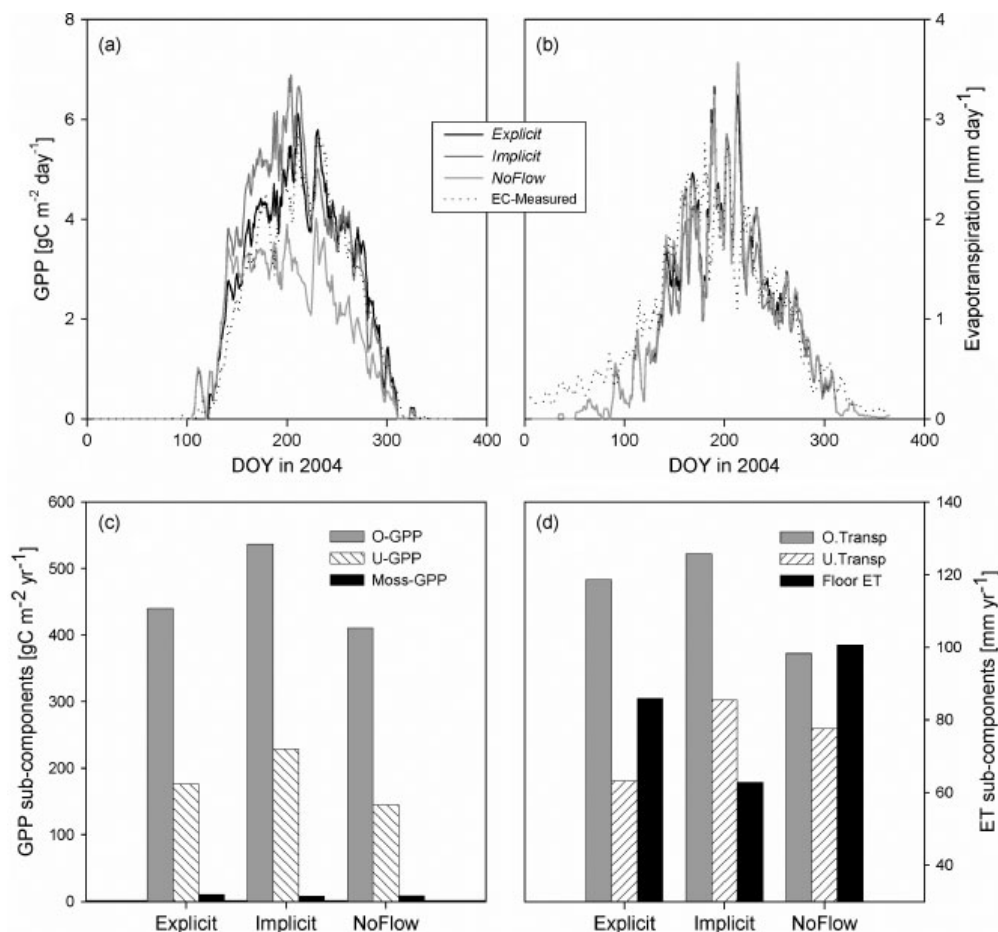 (a)
GPP [gC m⁻² day⁻¹]
8
6
4
2
0
0
100
200
300
400
DOY in 2004
Explicit
Implicit
NoFlow
EC-Measured
(b)
4
3
2
1
0
Evapotranspiration [mm day⁻¹]
0
100
200
300
400
DOY in 2004
(c)
GPP sub-components [gC m⁻² yr⁻¹]
600
500
400
300
200
100
0
O-GPP
U-GPP
Moss-GPP
Explicit
Implicit
NoFlow
(d)
O.Transp
U.Transp
Floor ET
140
120
100
80
60
40
ET sub-components [mm yr⁻¹]
Explicit
Implicit
NoFlow